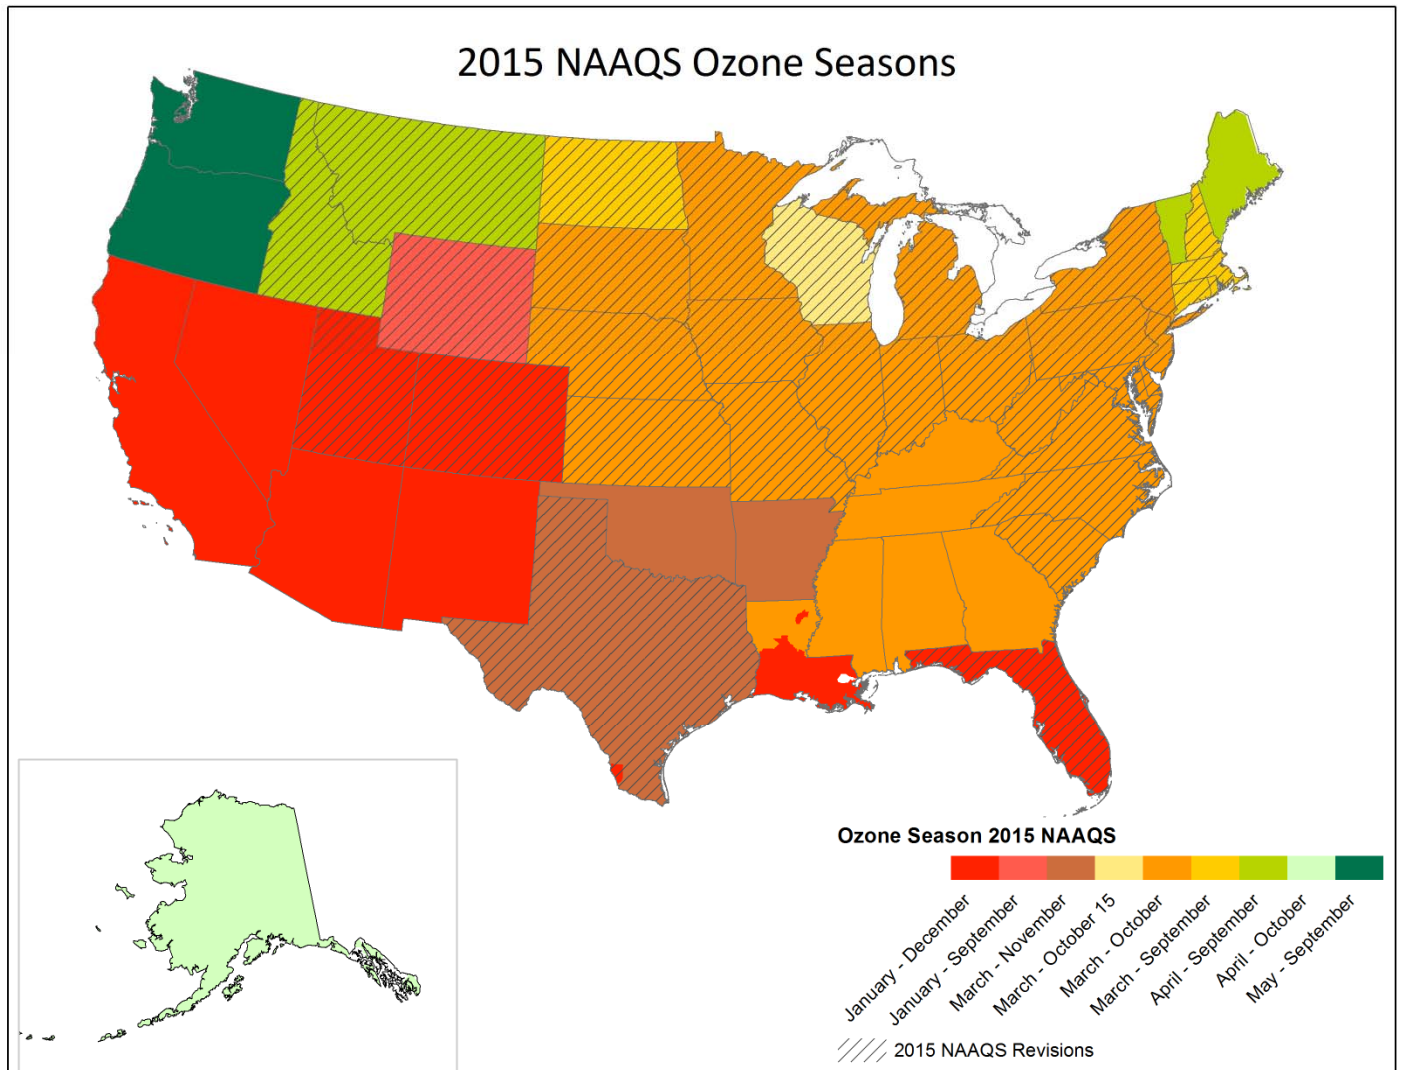 2015 NAAQS Ozone Seasons
Ozone Season 2015 NAAQS
January - December
January - September
March - November
March - October 15
March - October
March - September
April - September
April - October
May - September
2015 NAAQS Revisions